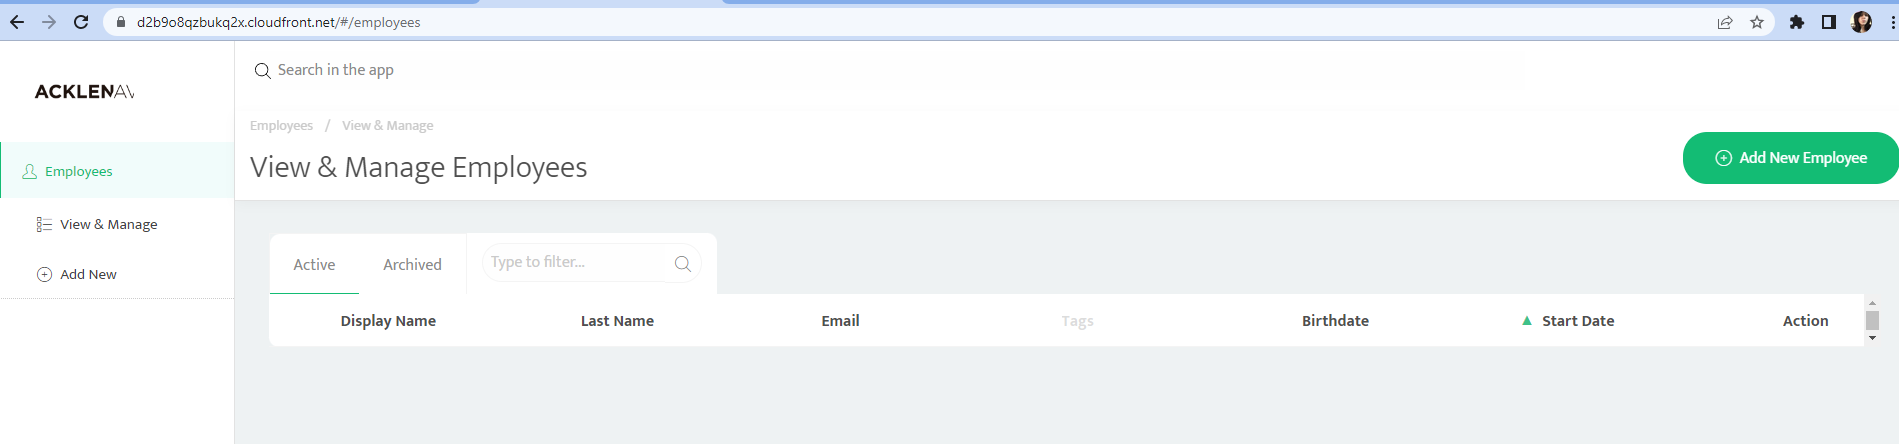 d2b9o8qzbukq2x.cloudfront.net/#/employees
Search in the app
ACKLENAV
Employees / View & Manage
View & Manage Employees
Add New Employee
Employees
View & Manage
Add New
Active Archived Type to filter...
Display Name Last Name Email Tags Birthdate Start Date Action